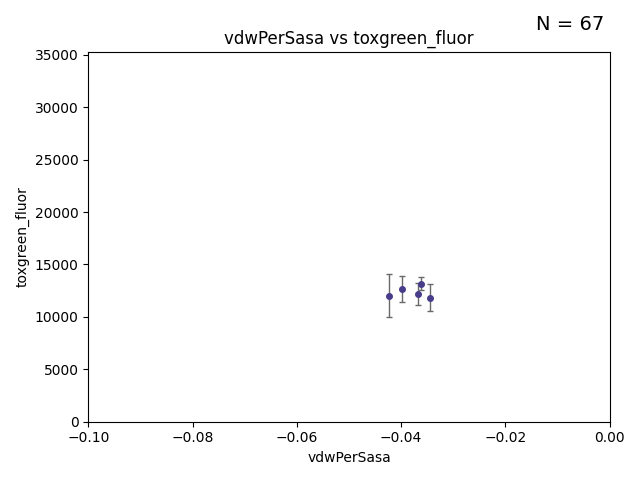 N = 67
vdwPerSasa vs toxgreen_fluor
35000
30000
25000
20000
15000
10000
5000
0
toxgreen_fluor
−0.10 −0.08 −0.06 −0.04 −0.02 0.00
vdwPerSasa